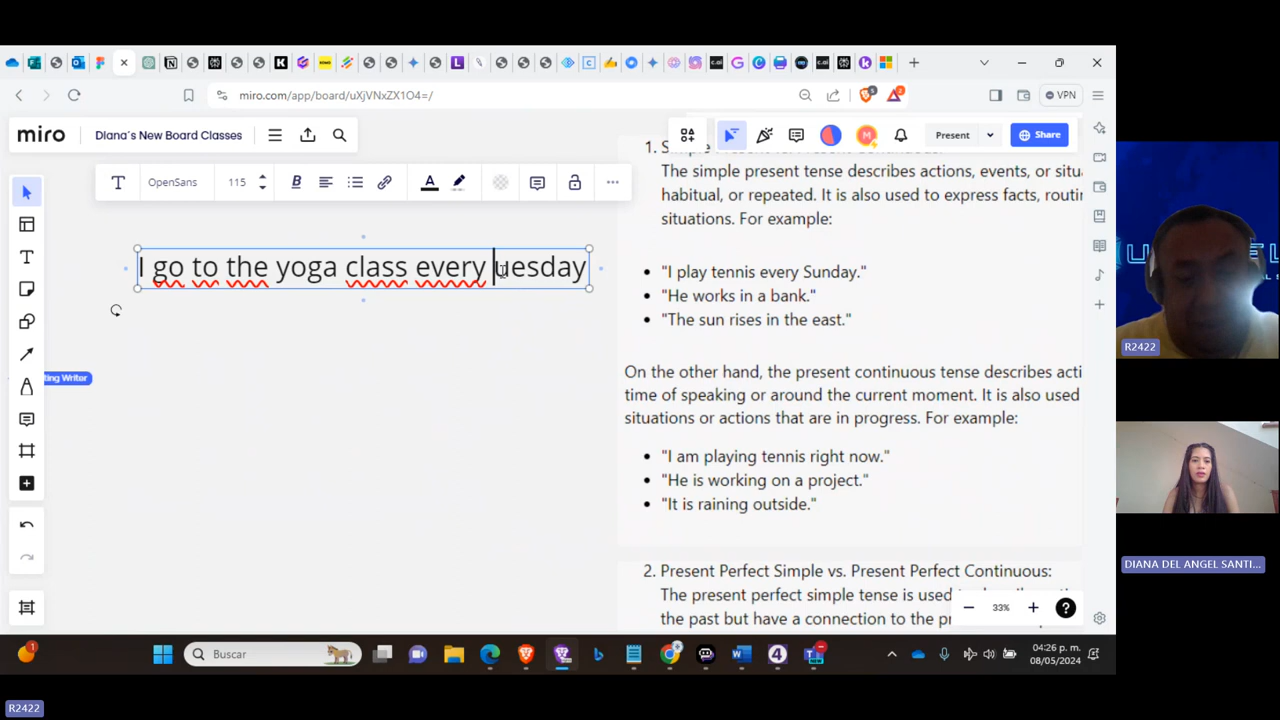 miro.com/app/board/uXjVNxZX1O4=/
VPN
miro
DIana's New Board Classes
Present
Share
OpenSans
115
B
A
I go to the yoga class every tuesday
ting Writer
The simple present tense describes actions, events, or situ
habitual, or repeated. It is also used to express facts, routin
situations. For example:
• "I play tennis every Sunday."
• "He works in a bank."
• "The sun rises in the east."
On the other hand, the present continuous tense describes acti
time of speaking or around the current moment. It is also used
situations or actions that are in progress. For example:
• "I am playing tennis right now."
• "He is working on a project."
• "It is raining outside."
2. Present Perfect Simple vs. Present Perfect Continuous:
The present perfect simple tense is used
the past but have a connection to the pr
33%
Buscar
04:26 p. m.
08/05/2024
R2422
DIANA DEL ANGEL SANTI...
R2422